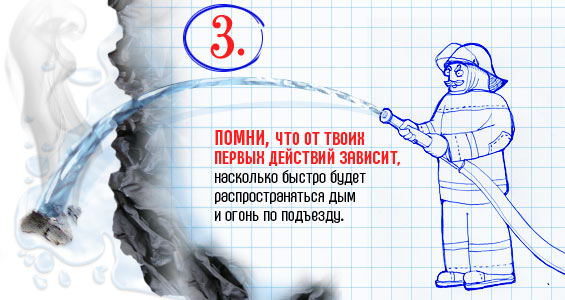 3.
ПОМНИ, ЧТО ОТ ТВОИХ
ПЕРВЫХ ДЕЙСТВИЙ ЗАВИСИТ,
насколько быстро будет
распространяться дым
и огонь по подъезду.